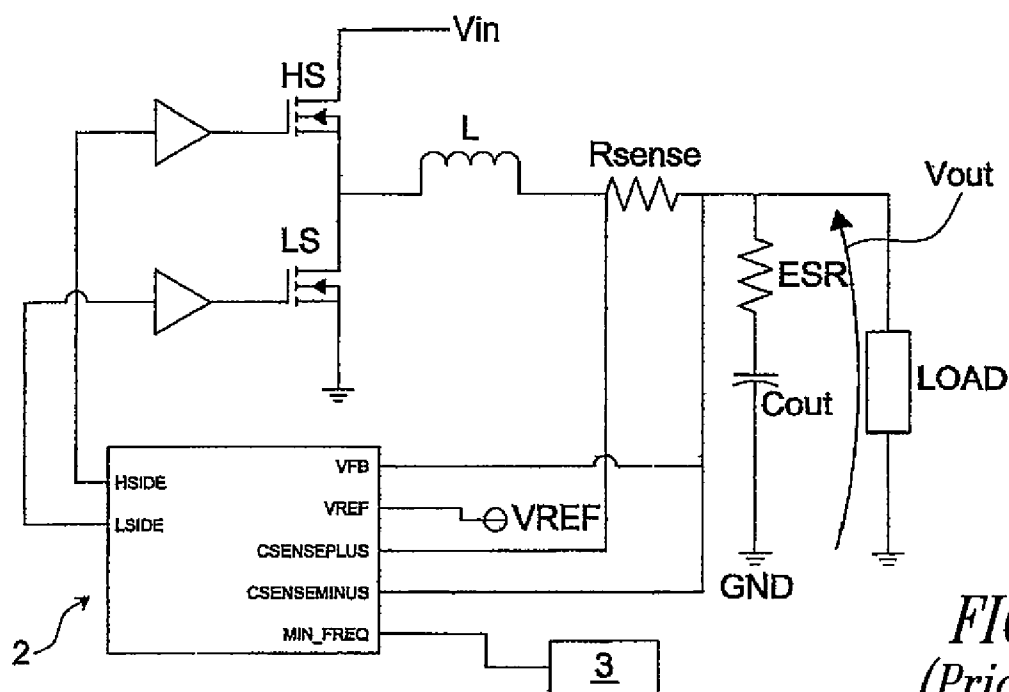 Vin
HS
L
Rsense
Vout
LS
ESR
LOAD
Cout
VFB
HSIDE
VREF
VREF
LSIDE
CSENSEPLUS
CSENSEMINUS
GND
MIN_FREQ
2
3